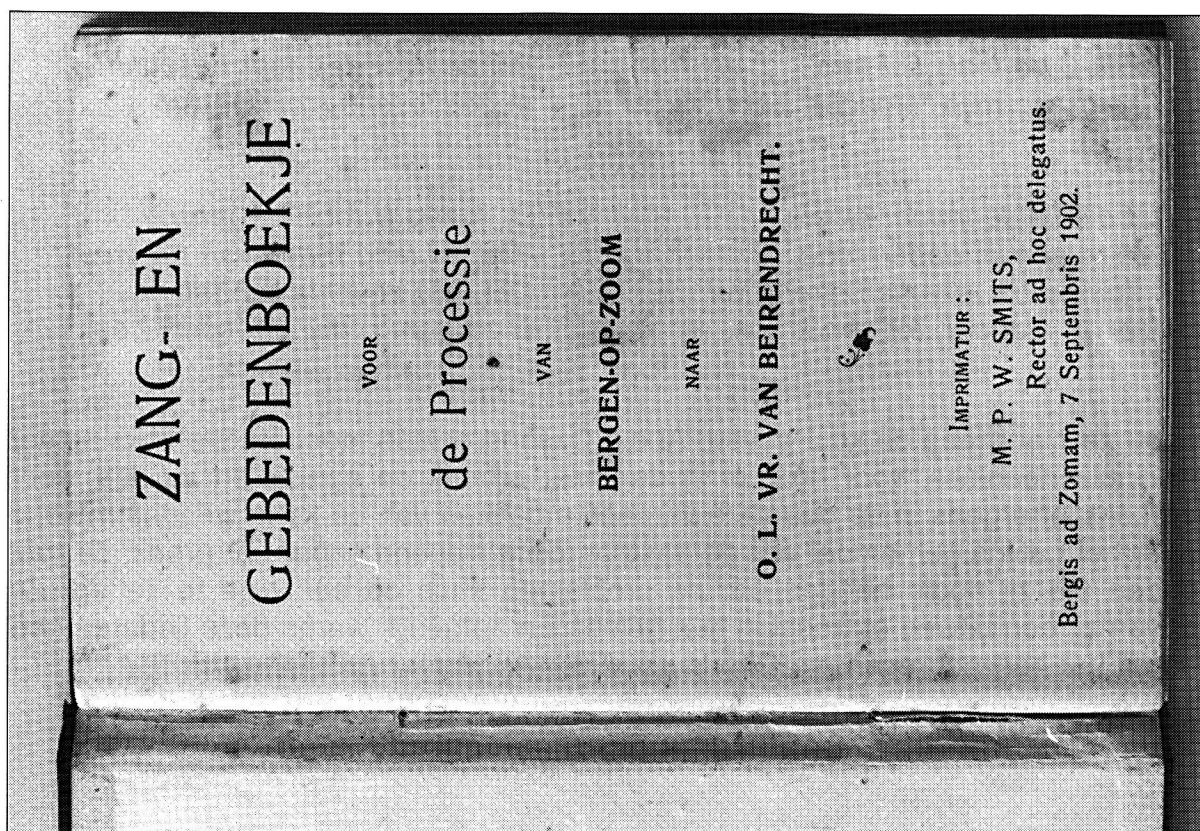 ZANG- EN
GEBEDENBOEKJE
VOOR
de Processie
VAN
BERGEN-OP-ZOOM
NAAR
O. L. VR. VAN BEIRENDRECHT.
IMPRIMATUR:
M. P. W. SMITS,
Rector ad hoc delegatus.
Bergis ad Zomam, 7 Septembris 1902.